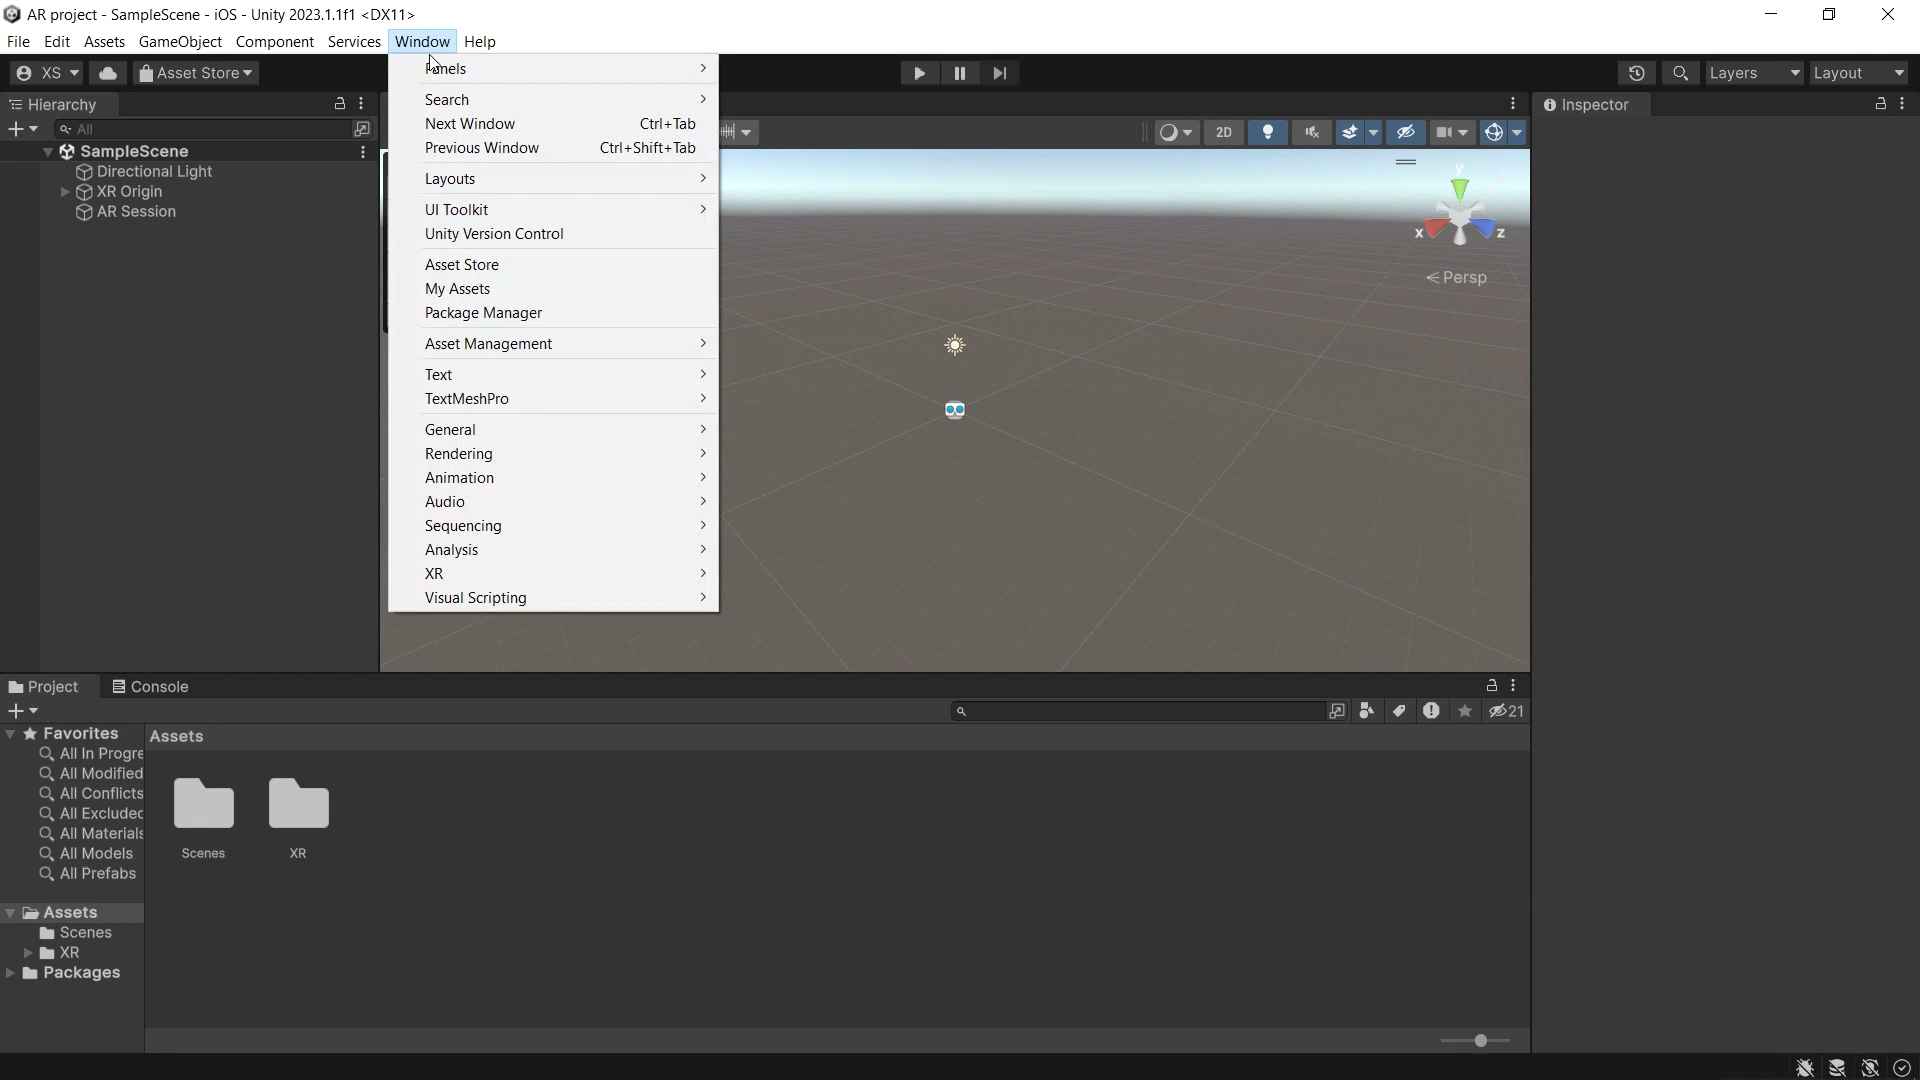 AR project - SampleScene - iOS - Unity 2023.1.1f1 <DX11>
File Edit Assets GameObject Component Services Window Help
XS Asset Store Layers Layout
Hierarchy
All
SampleScene
Directional Light
XR Origin
AR Session
Panels
Search
Next Window Ctrl+Tab
Previous Window Ctrl+Shift+Tab
Layouts
UI Toolkit
Unity Version Control
Asset Store
My Assets
Package Manager
Asset Management
Text
TextMeshPro
General
Rendering
Animation
Audio
Sequencing
Analysis
XR
Visual Scripting
2D
y
x z
Persp
Inspector
Project Console
21
Favorites
All In Progre
All Modified
All Conflicts
All Excluded
All Materials
All Models
All Prefabs
Assets
Scenes
XR
Packages
Assets
Scenes XR